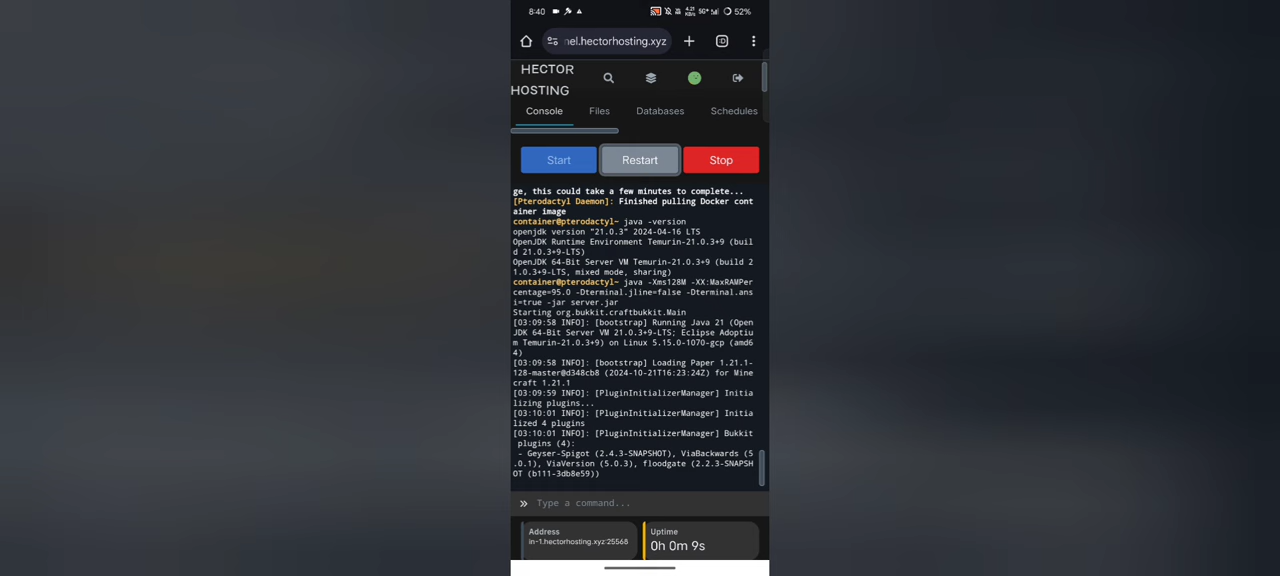 8:40
4.21 KB/s 5G+ 52%
nel.hectorhosting.xyz
:D
HECTOR
HOSTING
Console Files Databases Schedules
Start Restart Stop
ge, this could take a few minutes to complete...
[Pterodactyl Daemon]: Finished pulling Docker cont
ainer image
container@pterodactyl~ java -version
openjdk version "21.0.3" 2024-04-16 LTS
OpenJDK Runtime Environment Temurin-21.0.3+9 (buil
d 21.0.3+9-LTS)
OpenJDK 64-Bit Server VM Temurin-21.0.3+9 (build 2
1.0.3+9-LTS, mixed mode, sharing)
container@pterodactyl~ java -Xms128M -XX:MaxRAMPer
centage=95.0 -Dterminal.jline=false -Dterminal.ans
i=true -jar server.jar
Starting org.bukkit.craftbukkit.Main
[03:09:58 INFO]: [bootstrap] Running Java 21 (Open
JDK 64-Bit Server VM 21.0.3+9-LTS; Eclipse Adoptiu
m Temurin-21.0.3+9) on Linux 5.15.0-1070-gcp (amd6
4)
[03:09:58 INFO]: [bootstrap] Loading Paper 1.21.1-
128-master@d348cb8 (2024-10-21T16:23:24Z) for Mine
craft 1.21.1
[03:09:59 INFO]: [PluginInitializerManager] Initia
lizing plugins...
[03:10:01 INFO]: [PluginInitializerManager] Initia
lized 4 plugins
[03:10:01 INFO]: [PluginInitializerManager] Bukkit
plugins (4):
- Geyser-Spigot (2.4.3-SNAPSHOT), ViaBackwards (5
.0.1), ViaVersion (5.0.3), floodgate (2.2.3-SNAPSH
OT (b111-3db8e59))
» Type a command...
Address Uptime
in-1.hectorhosting.xyz:25568 0h 0m 9s